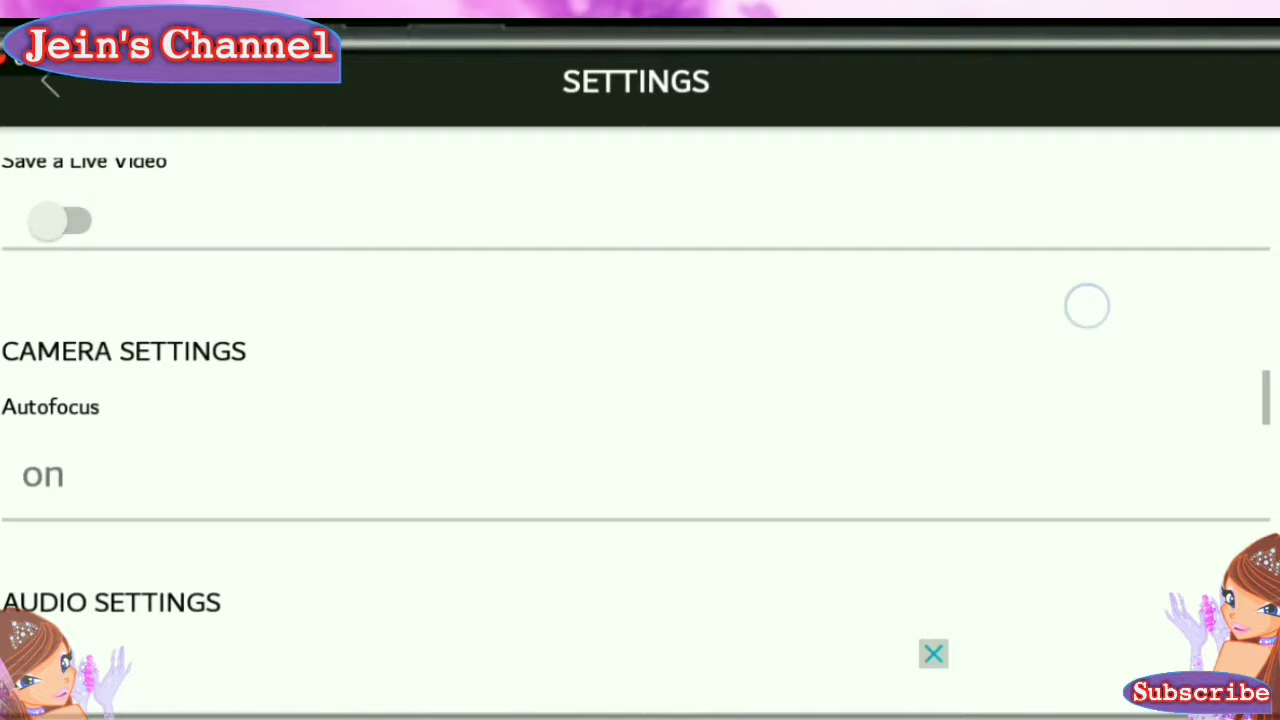 Jein's Channel
SETTINGS
Save a Live Video
CAMERA SETTINGS
Autofocus
on
AUDIO SETTINGS
Subscribe